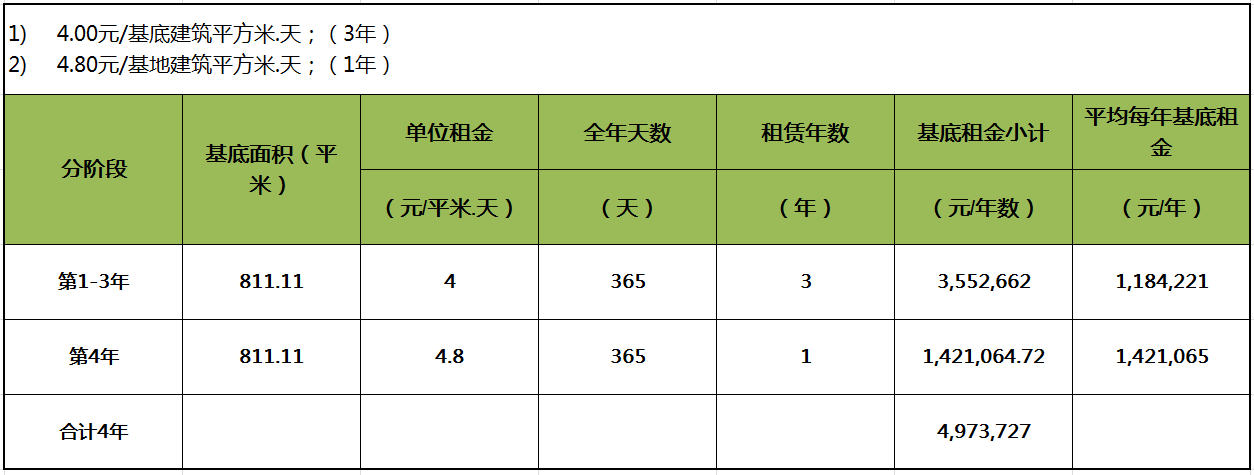 1) 4.00元/基底建筑平方米.天；（3年）
2) 4.80元/基地建筑平方米.天；（1年）
分阶段 基底面积（平米） 单位租金 全年天数 租赁年数 基底租金小计 平均每年基底租金
（元/平米.天） （天） （年） （元/年数） （元/年）
第1-3年 811.11 4 365 3 3,552,662 1,184,221
第4年 811.11 4.8 365 1 1,421,064.72 1,421,065
合计4年 4,973,727